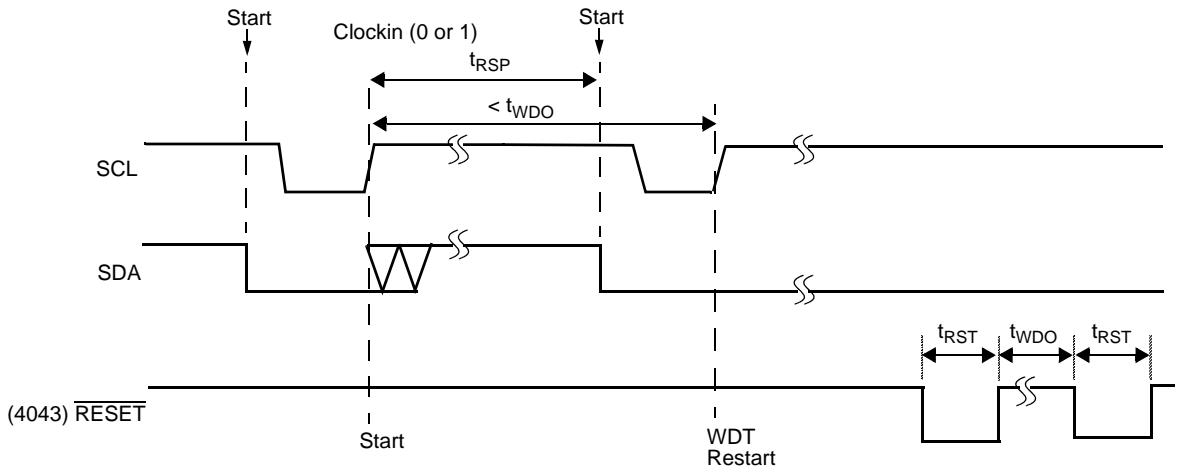 Start
Start
Clockin (0 or 1)
tRSP
< tWDO
SCL
SDA
tRST
tWDO
tRST
(4043) RESET
Start
WDT
Restart